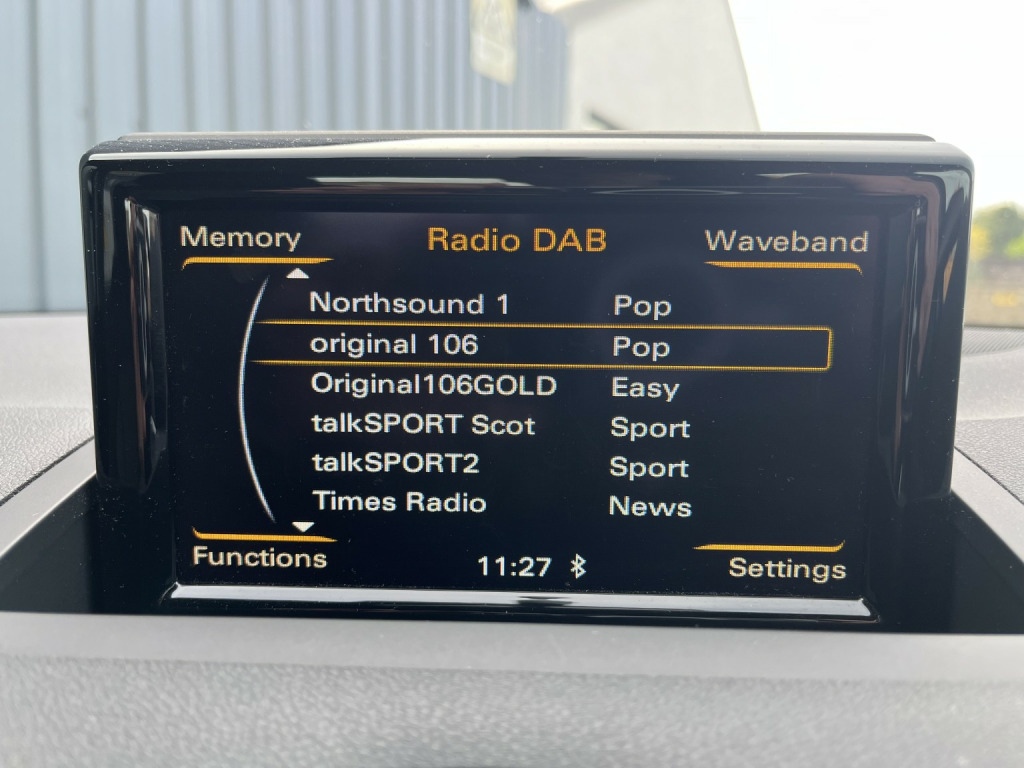 Memory Radio DAB Waveband
Northsound 1 Pop
original 106 Pop
Original106GOLD Easy
talkSPORT Scot Sport
talkSPORT2 Sport
Times Radio News
Functions 11:27 Settings